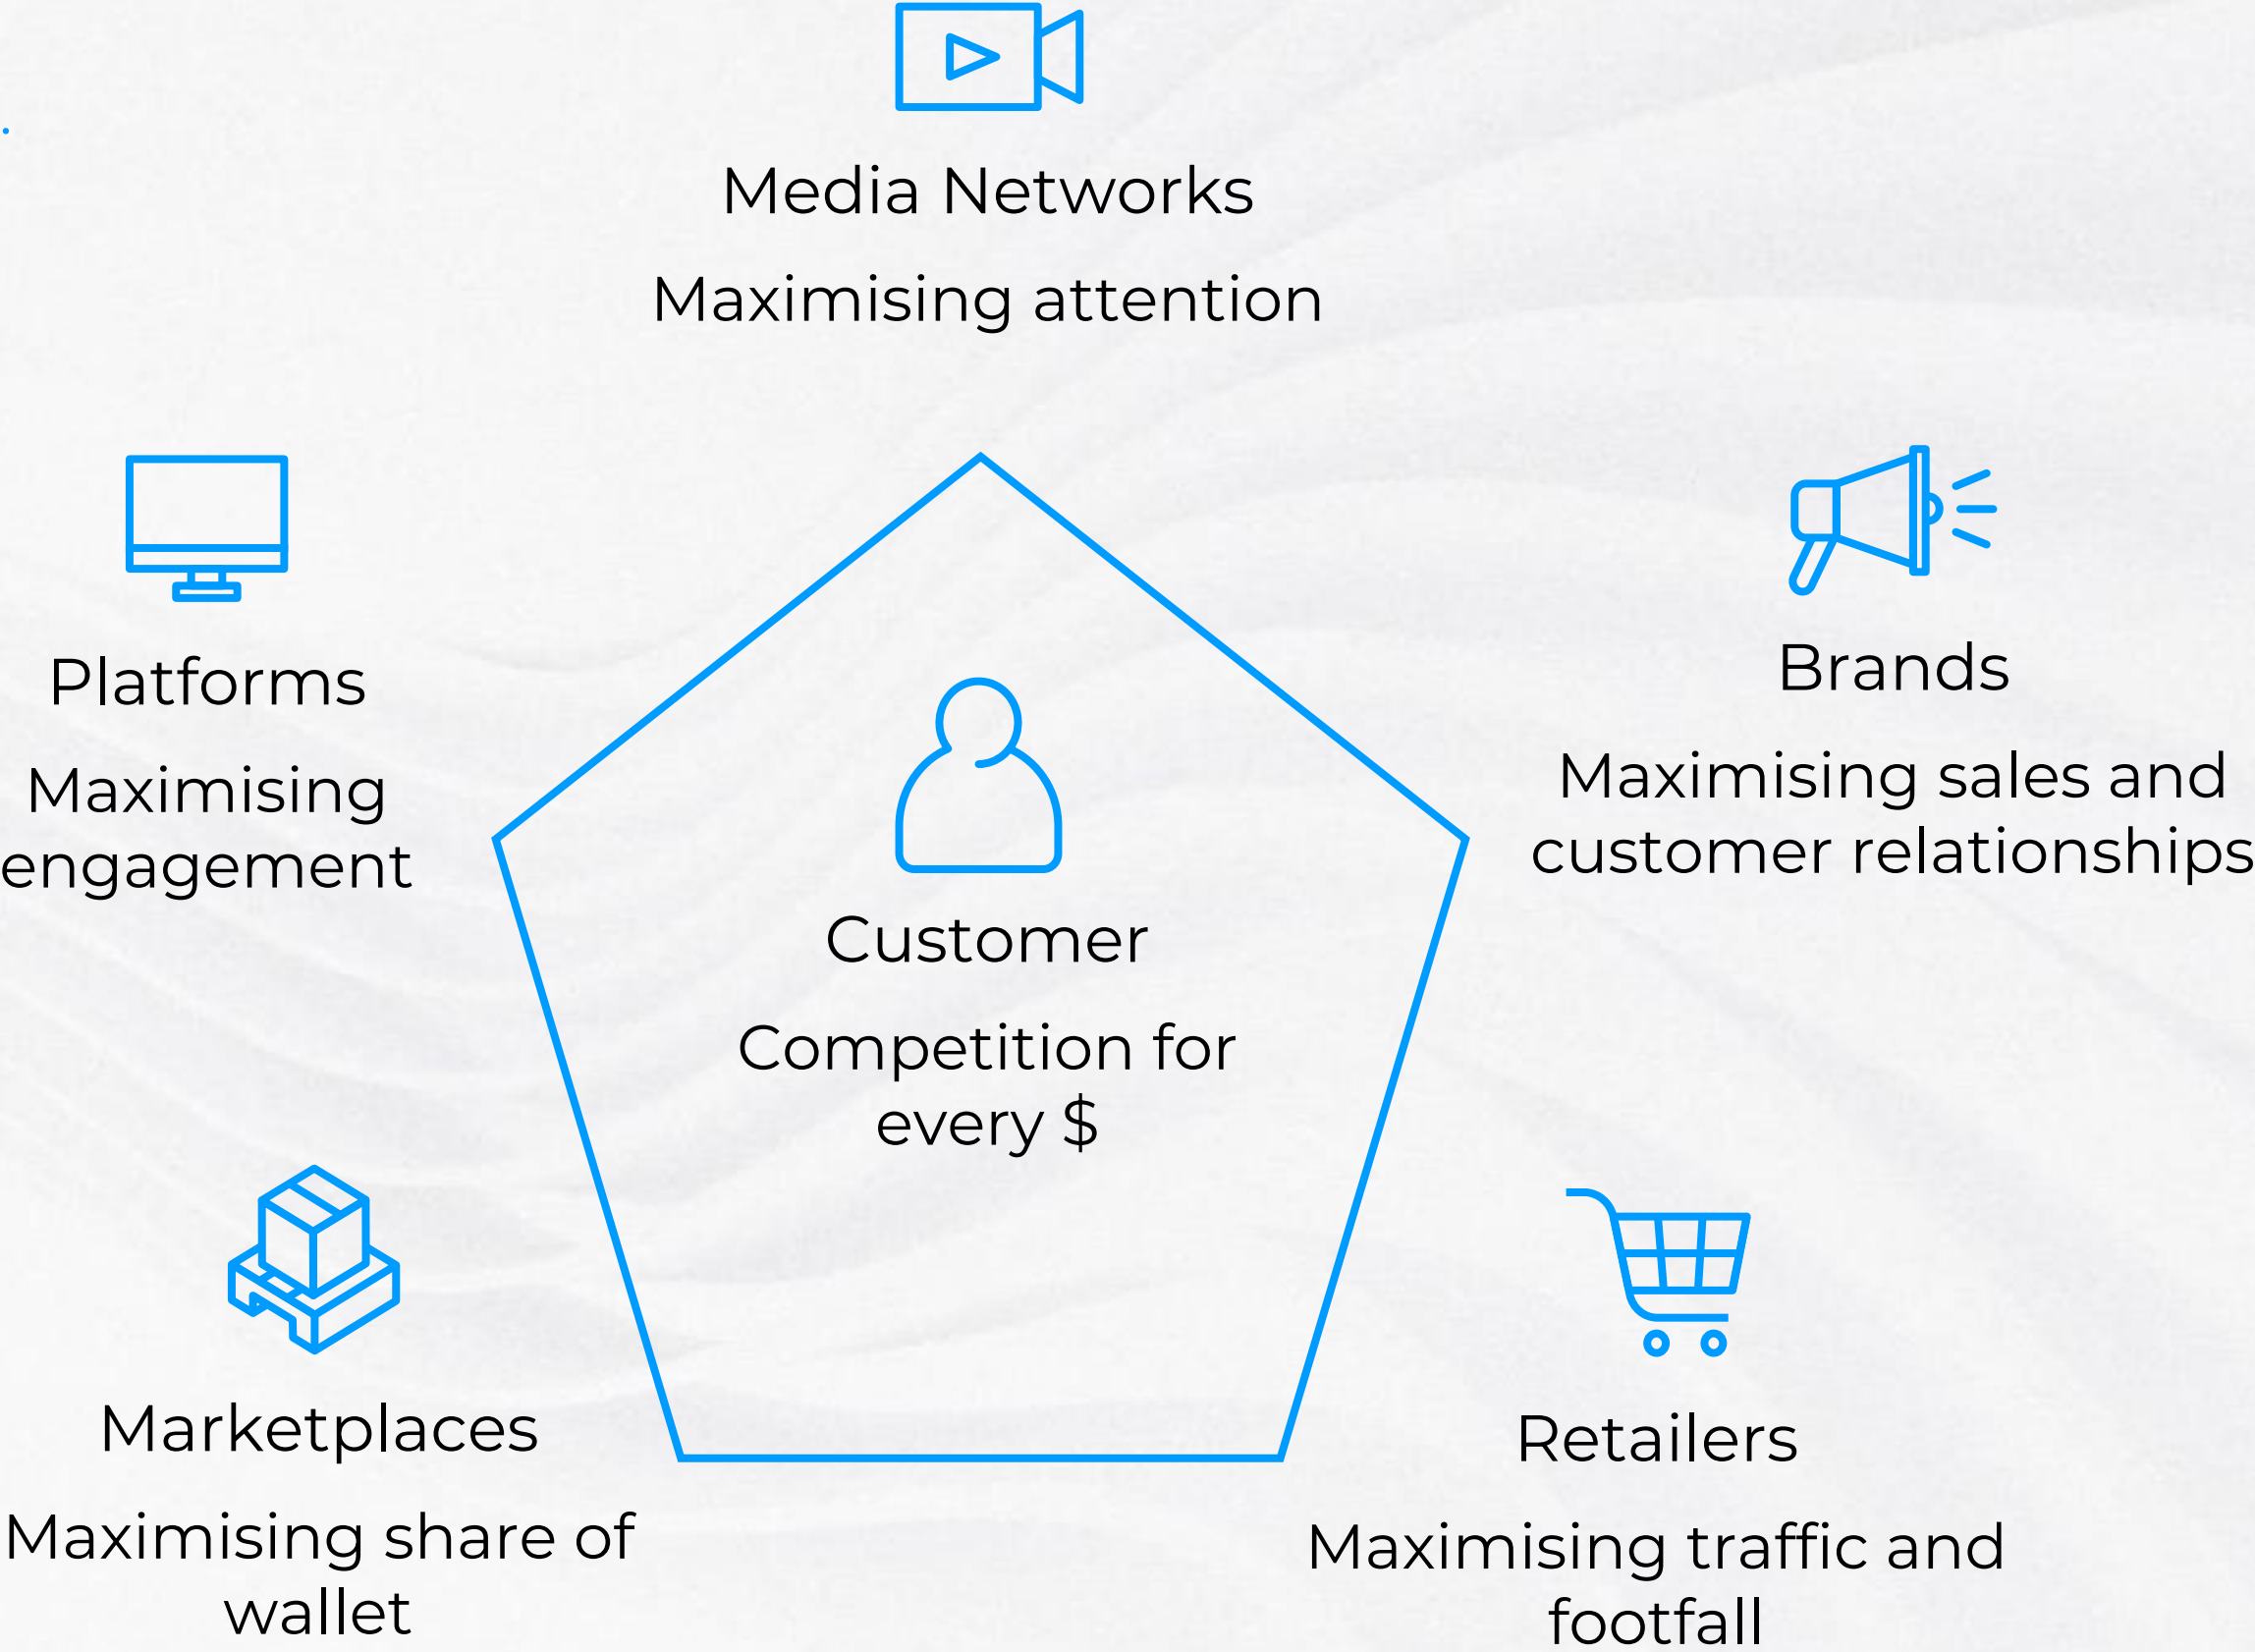 Media Networks
Maximising attention
Platforms
Maximising
engagement
Brands
Maximising sales and
customer relationships
Customer
Competition for
every $
Marketplaces
Maximising share of
wallet
Retailers
Maximising traffic and
footfall